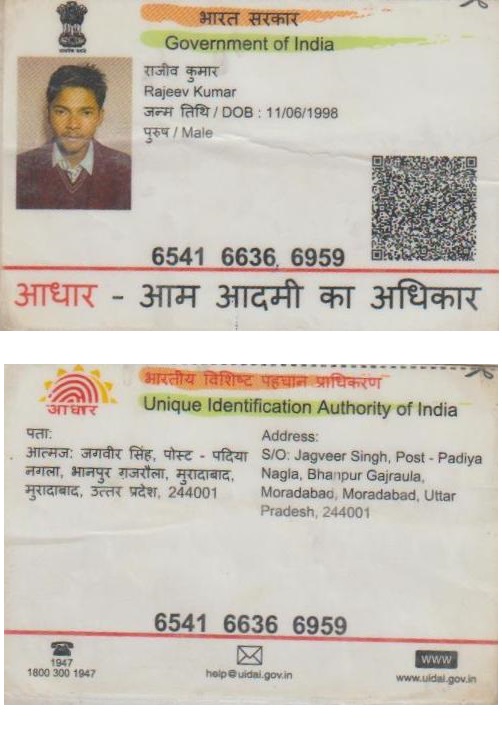 भारत सरकार
Government of India
राजीव कुमार
Rajeev Kumar
जन्म तिथि / DOB : 11/06/1998
पुरुष / Male
6541 6636 6959
आधार - आम आदमी का अधिकार
भारतीय विशिष्ट पहचान प्राधिकरण
Unique Identification Authority of India
आधार
पता:
आत्मज: जगवीर सिंह, पोस्ट - पदिया
नगला, भानपुर गजरौला, मुरादाबाद,
मुरादाबाद, उत्तर प्रदेश, 244001
Address:
S/O: Jagveer Singh, Post - Padiya
Nagla, Bhanpur Gajraula,
Moradabad, Moradabad, Uttar
Pradesh, 244001
6541 6636 6959
1947
1800 300 1947
help@uidai.gov.in
www
www.uidai.gov.in